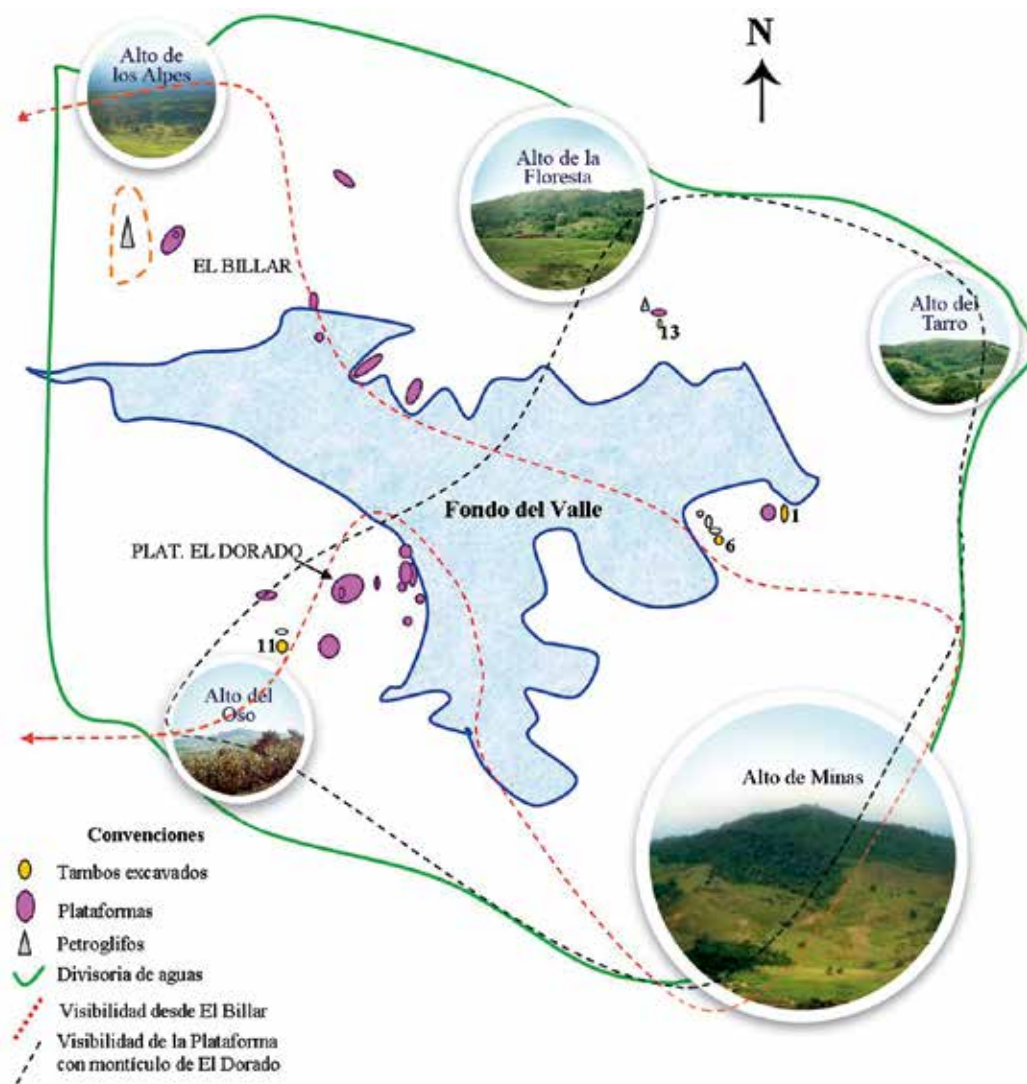 N
Alto de
los Alpes
Alto de la
Floresta
EL BILLAR
Alto del
Tarro
13
Fondo del Valle
1
6
PLAT. EL DORADO
11
Alto del
Oso
Alto de Minas
Convenciones
Tambos excavados
Plataformas
Petroglifos
Divisoria de aguas
Visibilidad desde El Billar
Visibilidad de la Plataforma
con montículo de El Dorado